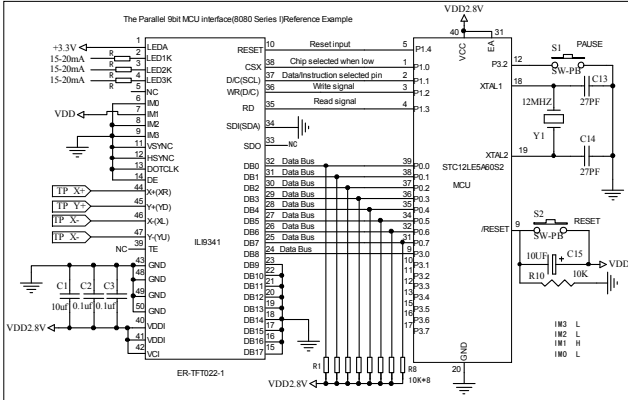 The Parallel 9bit MCU interface(8080 Series I)Reference Example
VDD2.8V
+3.3V
15-20mA R
15-20mA R
15-20mA R
1 LEDA
2 LED1K
3 LED2K
4 LED3K
5 NC
6 IM0
7 IM1
8 IM2
9 IM3
11 VSYNC
12 HSYNC
13 DOTCLK
14 DE
VDD
TP X+ 44 X+(XR)
TP Y+ 45 Y+(YD)
TP X- 46 X-(XL)
TP X- 47 Y-(YU)
NC 39 TE
43 GND
48 GND
49 GND
50 GND
40 VDDI
41 VDDI
42 VCI
C1 C2 C3
10uf 0.1uf 0.1uf
VDD2.8V
ILI9341
ER-TFT022-1
RESET 10 Reset input 5 P1.4
CSX 38 Chip selected when low 1 P1.0
D/C(SCL) 37 Data/Instruction selected pin 2 P1.1
WR(D/C) 36 Write signal 3 P1.2
RD 35 Read signal 4 P1.3
SDI(SDA) 34
SDO 33 NC
DB0 32 Data Bus 39 P0.0
DB1 31 Data Bus 38 P0.1
DB2 30 Data Bus 37 P0.2
DB3 29 Data Bus 36 P0.3
DB4 28 Data Bus 35 P0.4
DB5 27 Data Bus 34 P0.5
DB6 26 Data Bus 32 P0.6
DB7 25 Data Bus 31 P0.7
DB8 24 Data Bus 9 P3.0
DB9 23
DB10 22
DB11 21
DB12 20
DB13 19
DB14 18
DB15 17
DB16 16
DB17 15
10 P3.1
11 P3.2
12 P3.3
13 P3.4
14 P3.5
15 P3.6
16
17 P3.7
R1 R8
10K*8
VDD2.8V
40 VCC
31 EA
STC12LE5A60S2
MCU
GND 20
P3.2 12
S1 PAUSE
SW-PB
XTAL1 18
C13
27PF
12MHZ
Y1
XTAL2 19
C14
27PF
/RESET 9
S2 RESET
SW-PB
10UF + C15
R10 10K
VDD
IM3 L
IM2 L
IM1 H
IM0 L